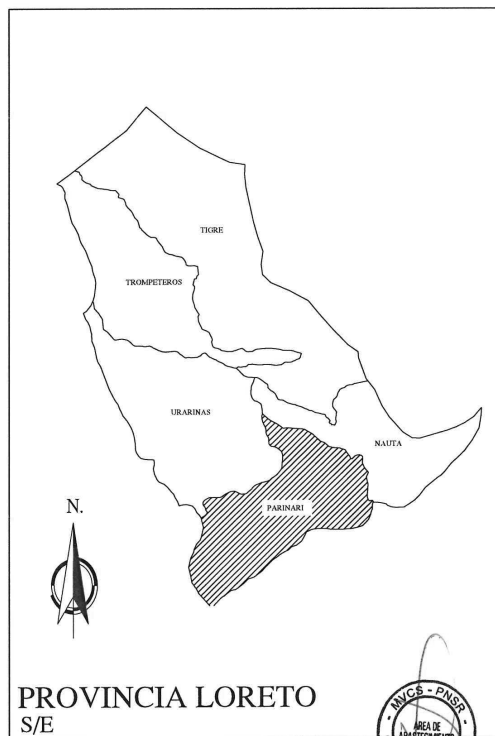 TIGRE
TROMPETEROS
URARINAS
NAUTA
PARINARI
N.
PROVINCIA LORETO
S/E
MVCS - PNSR -
AREA DE